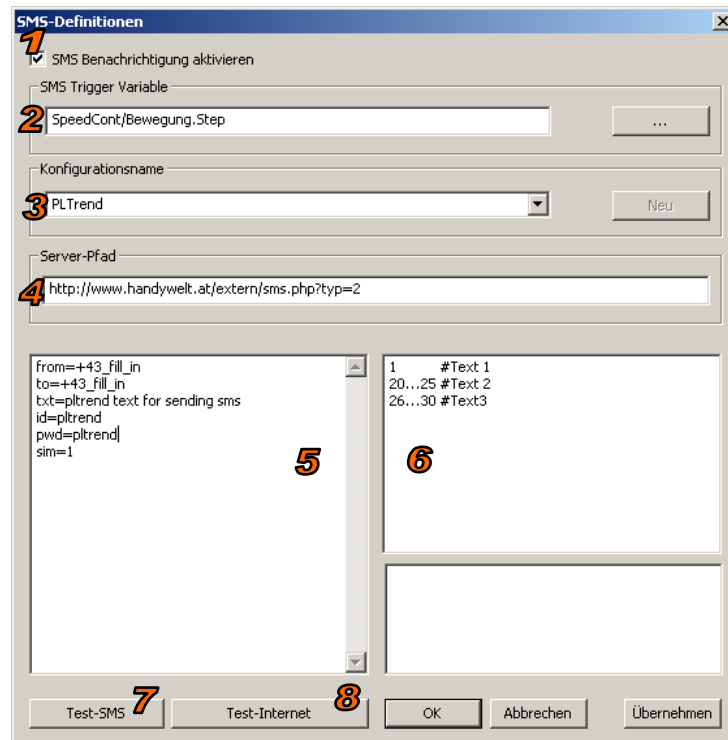 SMS-Definitionen
1
SMS Benachrichtigung aktivieren
SMS Trigger Variable
2
SpeedCont/Bewegung.Step
...
Konfigurationsname
3
PLTrend
Neu
Server-Pfad
4
http://www.handywelt.at/extern/sms.php?typ=2
from=+43_fill_in
to=+43_fill_in
txt=pltrend text for sending sms
id=pltrend
pwd=pltrend
sim=1
5
1 #Text 1
20...25 #Text 2
26...30 #Text3
6
Test-SMS
7
Test-Internet
8
OK
Abbrechen
Übernehmen